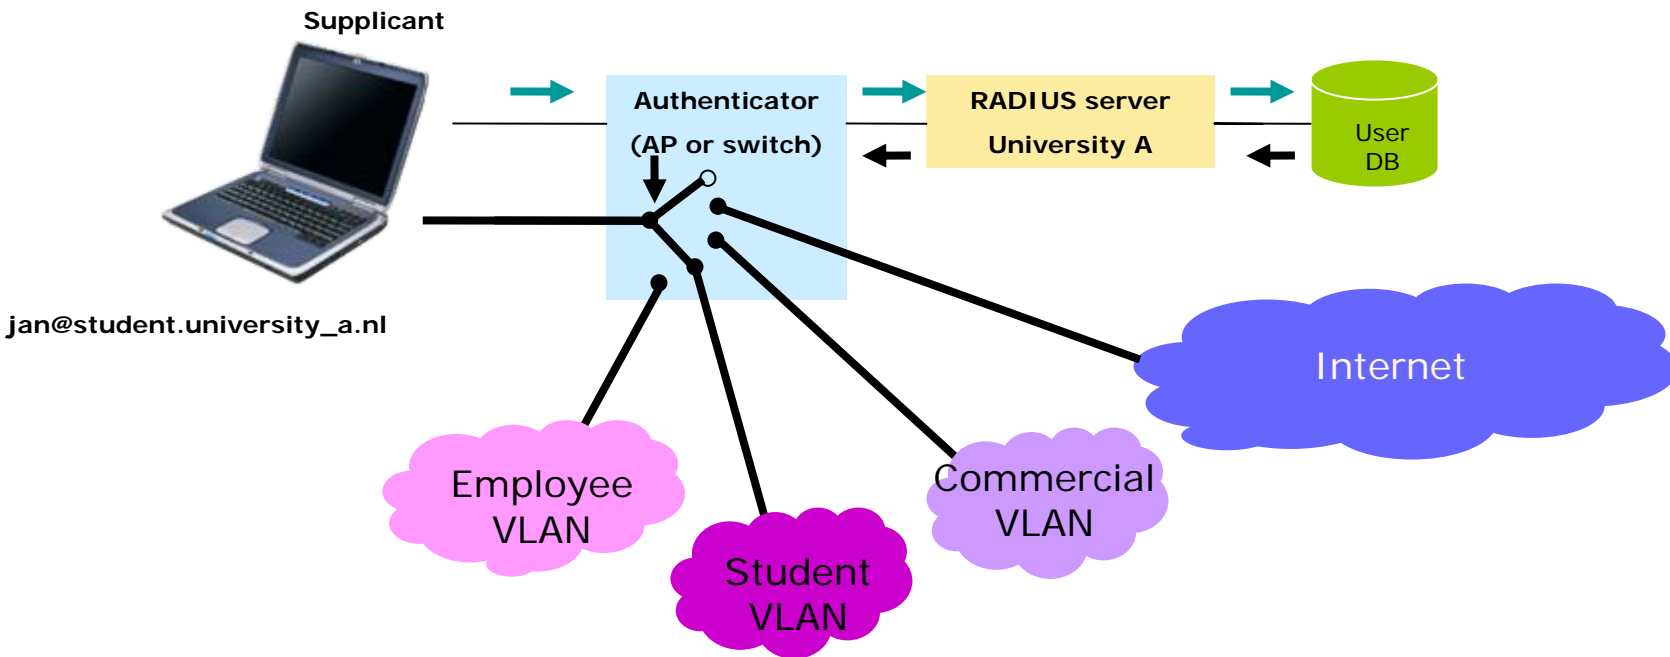 Supplicant
Authenticator
(AP or switch)
RADIUS server
University A
User
DB
jan@student.university_a.nl
Internet
Employee
VLAN
Commercial
VLAN
Student
VLAN